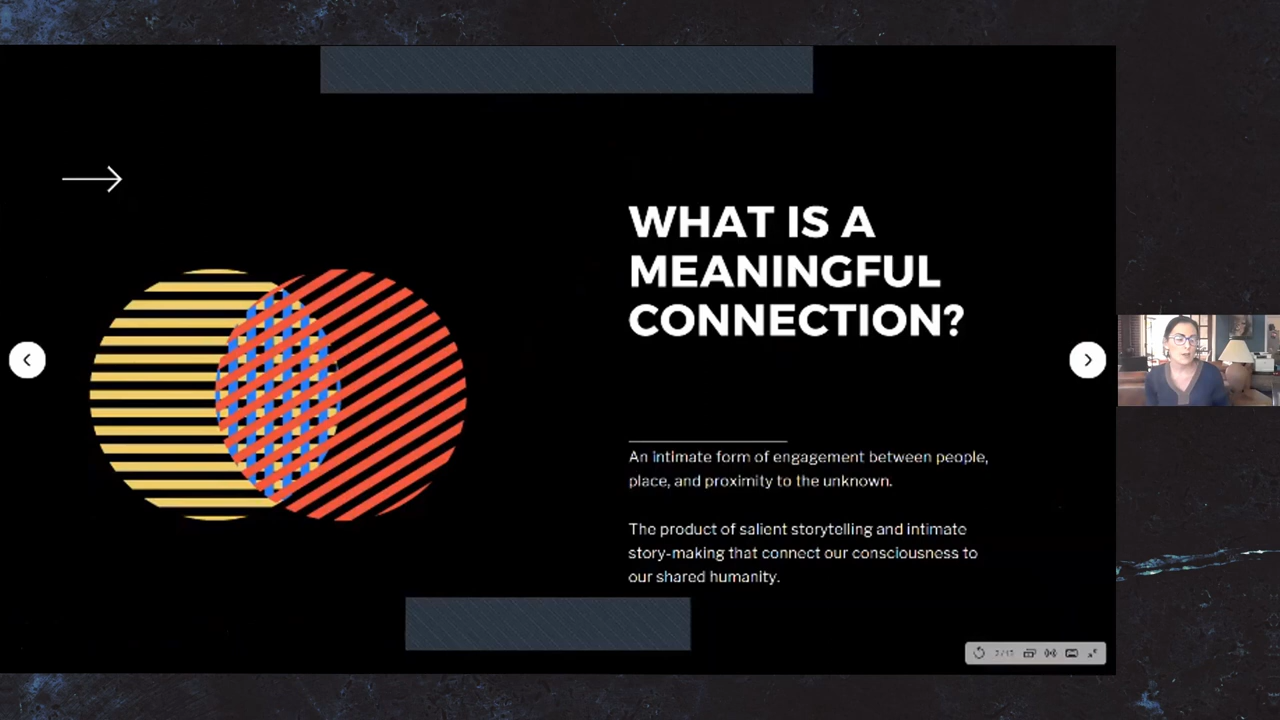 WHAT IS A
MEANINGFUL
CONNECTION?
An intimate form of engagement between people,
place, and proximity to the unknown.
The product of salient storytelling and intimate
story-making that connect our consciousness to
our shared humanity.